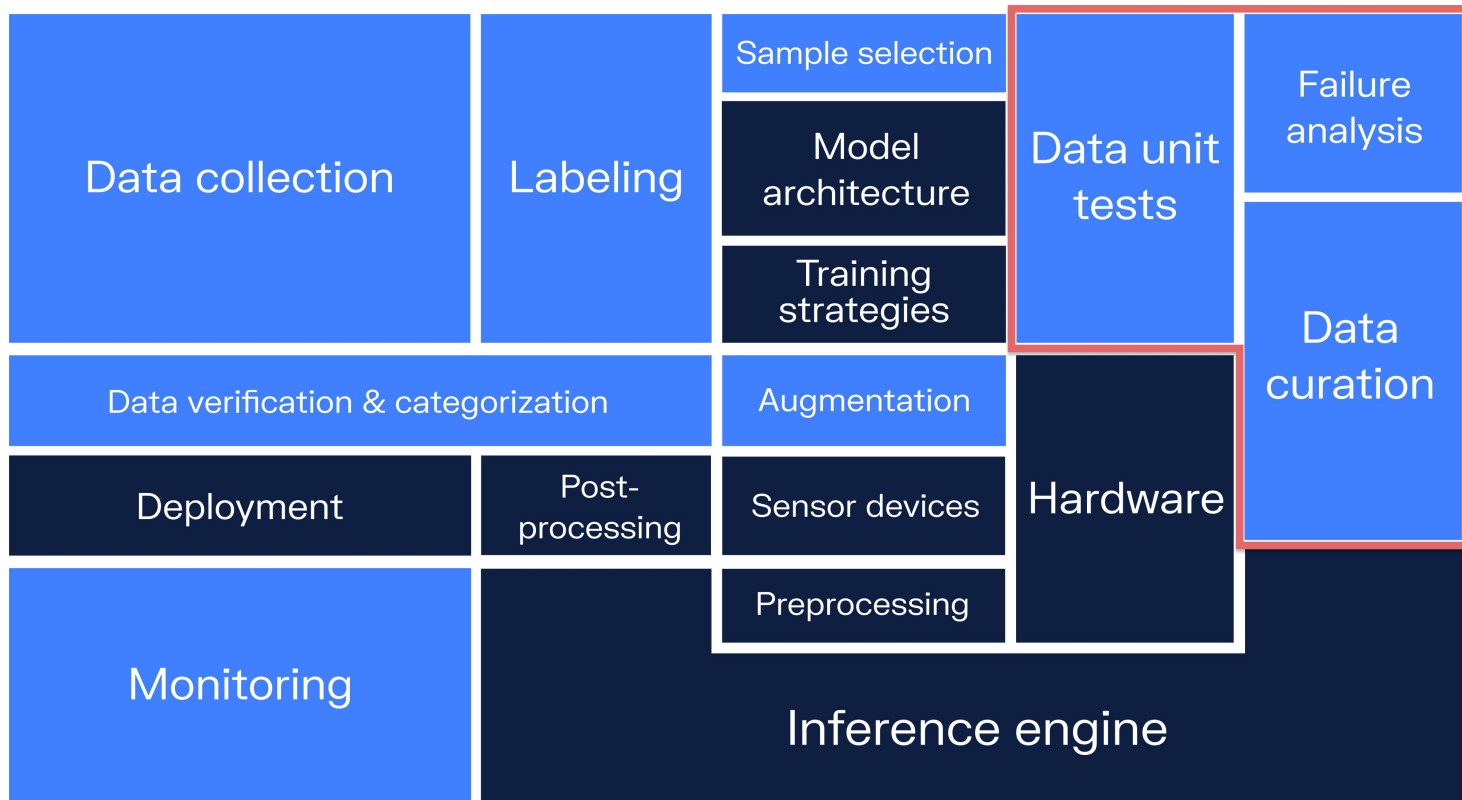 Data collection
Labeling
Sample selection
Model
architecture
Training
strategies
Data unit
tests
Failure
analysis
Data
curation
Data verification & categorization
Augmentation
Hardware
Deployment
Post-
processing
Sensor devices
Preprocessing
Monitoring
Inference engine